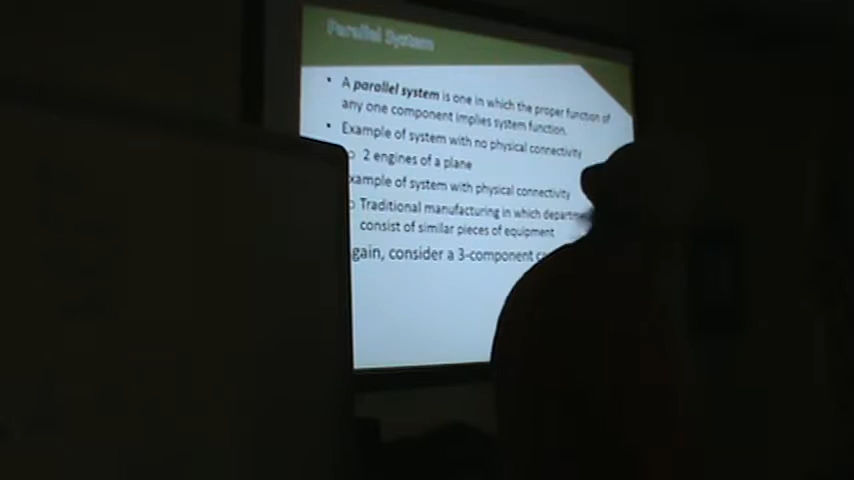 Parallel System
• A parallel system is one in which the proper function of
any one component implies system function.
• Example of system with no physical connectivity
o 2 engines of a plane
xample of system with physical connectivity
o Traditional manufacturing in which departme
consist of similar pieces of equipment
gain, consider a 3-component